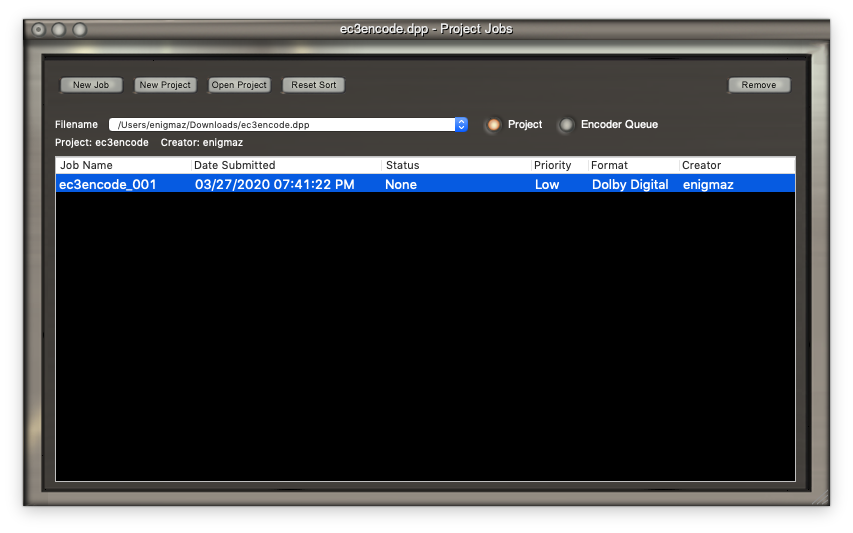 ec3encode.dpp - Project Jobs
New Job New Project Open Project Reset Sort Remove
Filename /Users/enigmaz/Downloads/ec3encode.dpp Project Encoder Queue
Project: ec3encode Creator: enigmaz
Job Name Date Submitted Status Priority Format Creator
ec3encode_001 03/27/2020 07:41:22 PM None Low Dolby Digital enigmaz